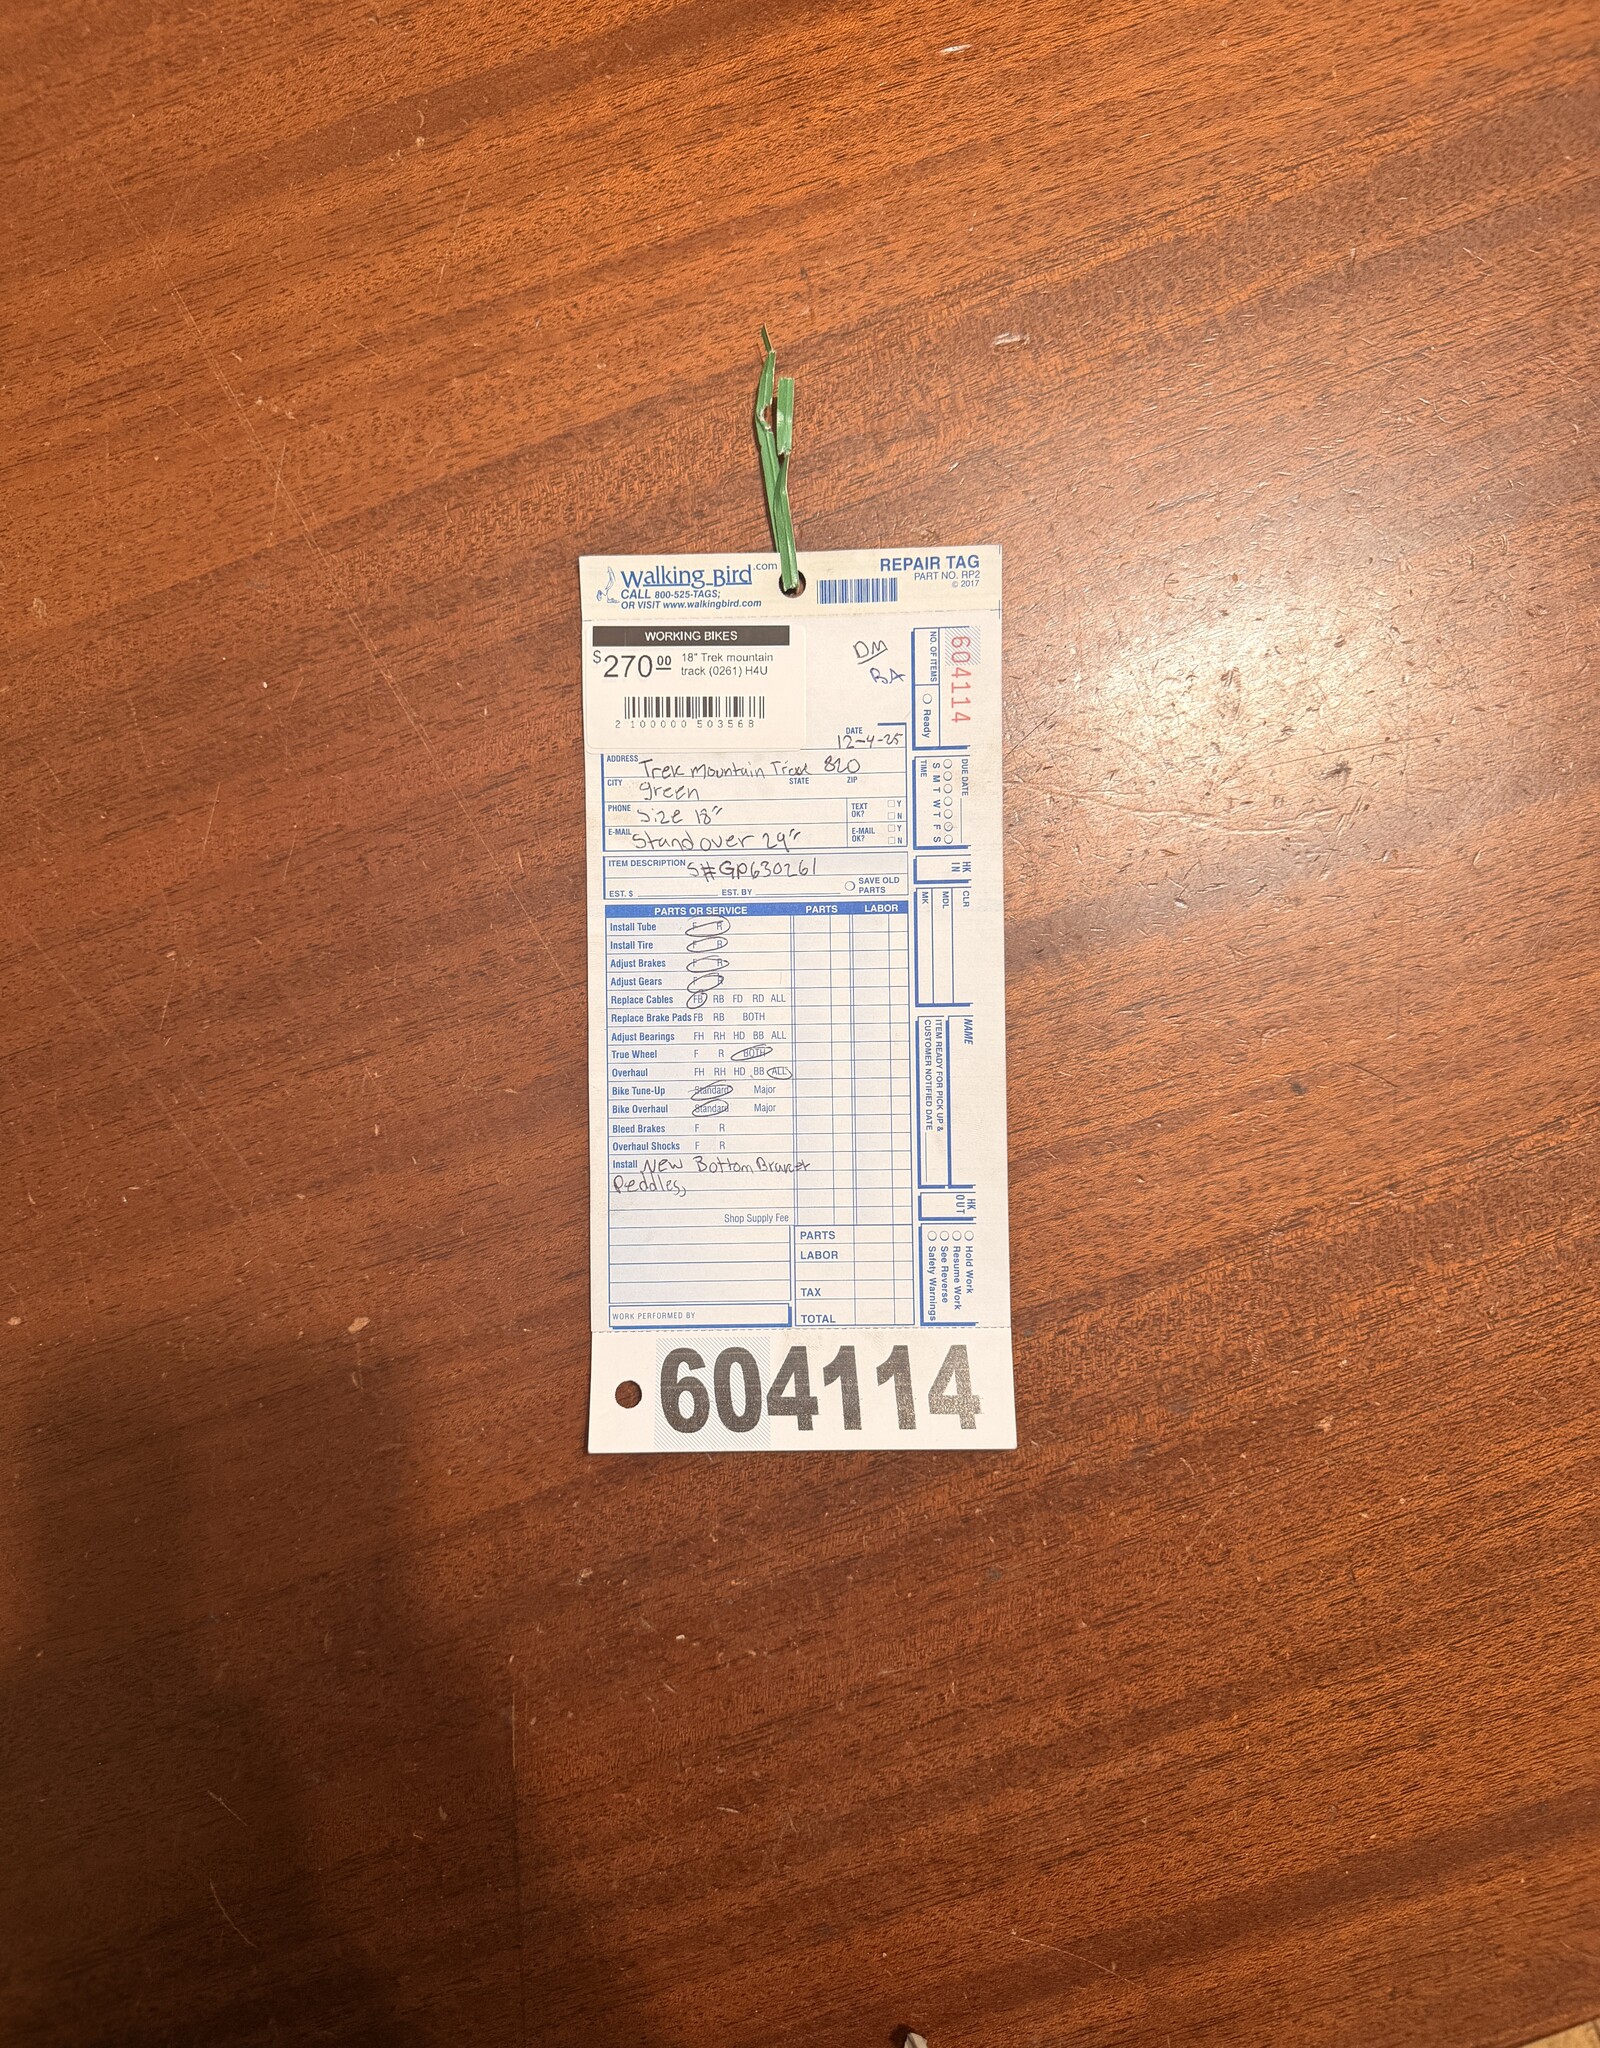 Walking Bird.com
CALL 800-525-TAGS;
OR VISIT www.walkingbird.com
REPAIR TAG
PART NO. RP2
© 2017
WORKING BIKES
$270.00
18" Trek mountain
track (0261) H4U
2 100000 503568
DM
BA
DATE
12-4-25
ADDRESS Trek Mountain 820
CITY STATE ZIP
green
PHONE Size 18"
TEXT OK? Y N
E-MAIL Standover 29"
E-MAIL OK? Y N
ITEM DESCRIPTION S#GP630261
EST. $ EST. BY SAVE OLD PARTS
PARTS OR SERVICE PARTS LABOR
Install Tube F R
Install Tire F R
Adjust Brakes F R
Adjust Gears F R
Replace Cables FB RB FD RD ALL
Replace Brake Pads FB RB BOTH
Adjust Bearings FH RH HD BB ALL
True Wheel F R BOTH
Overhaul FH RH HD BB ALL
Bike Tune-Up Standard Major
Bike Overhaul Standard Major
Bleed Brakes F R
Overhaul Shocks F R
Install New Bottom
Peddles,
Shop Supply Fee
PARTS
LABOR
TAX
WORK PERFORMED BY
TOTAL
604114
NO. OF ITEMS
Ready
604114
DUE DATE
S M T W T F S
TIME
HK IN
CLR
MDL
MK
NAME
ITEM READY FOR PICK UP &
CUSTOMER NOTIFIED DATE
HK OUT
Hold Work
Resume Work
See Reverse
Safety Warnings